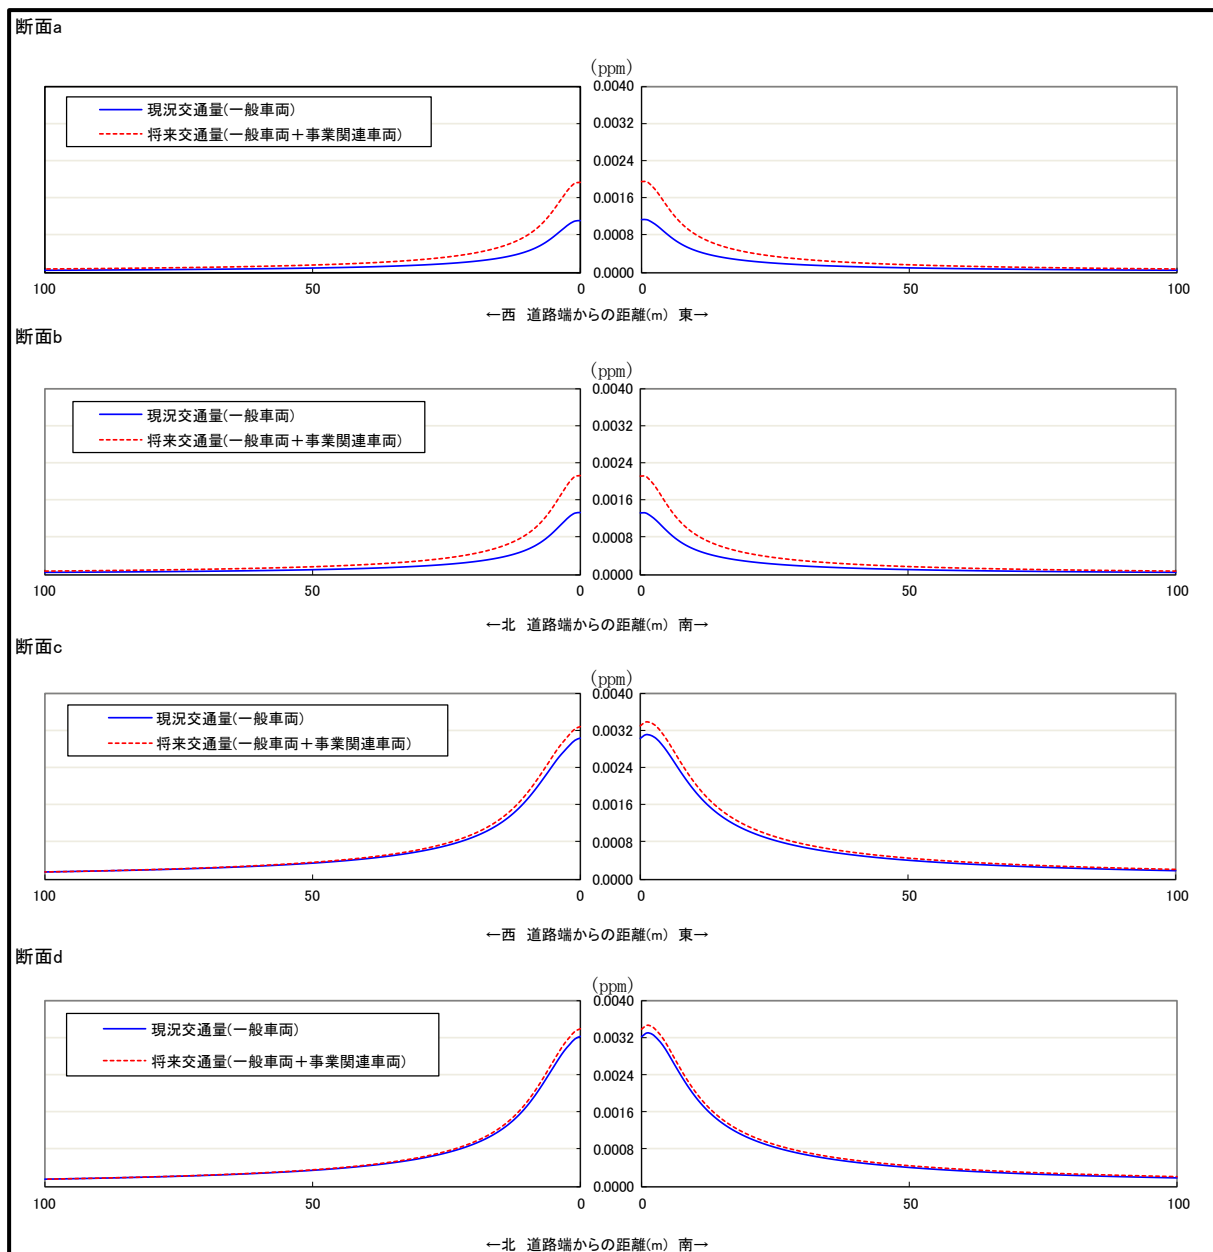 断面a
(ppm)
現況交通量(一般車両)
将来交通量(一般車両＋事業関連車両)
0.0040
0.0032
0.0024
0.0016
0.0008
0.0000
100 50 0 0 50 100
←西 道路端からの距離(m) 東→
断面b
(ppm)
現況交通量(一般車両)
将来交通量(一般車両＋事業関連車両)
0.0040
0.0032
0.0024
0.0016
0.0008
0.0000
100 50 0 0 50 100
←北 道路端からの距離(m) 南→
断面c
(ppm)
現況交通量(一般車両)
将来交通量(一般車両＋事業関連車両)
0.0040
0.0032
0.0024
0.0016
0.0008
0.0000
100 50 0 0 50 100
←西 道路端からの距離(m) 東→
断面d
(ppm)
現況交通量(一般車両)
将来交通量(一般車両＋事業関連車両)
0.0040
0.0032
0.0024
0.0016
0.0008
0.0000
100 50 0 0 50 100
←北 道路端からの距離(m) 南→